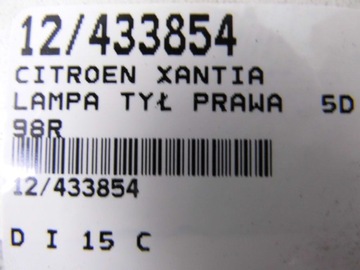 12/433854
CITROEN XANTIA
LAMPA TYŁ PRAWA 5D
98R
12/433854
D I 15 C